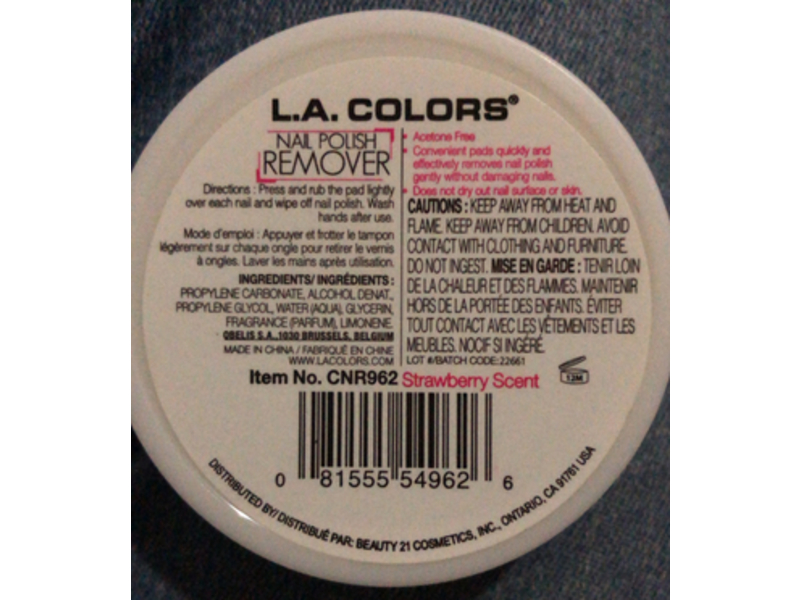 L.A. COLORS®
NAIL POLISH
REMOVER
Directions : Press and rub the pad lightly
over each nail and wipe off nail polish. Wash
hands after use.
Mode d'emploi : Appuyer et frotter le tampon
légèrement sur chaque ongle pour retirer le vernis
à ongles. Laver les mains après utilisation.
INGREDIENTS/ INGRÉDIENTS :
PROPYLENE CARBONATE, ALCOHOL DENAT.,
PROPYLENE GLYCOL, WATER (AQUA), GLYCERIN,
FRAGRANCE (PARFUM), LIMONENE.
OBELIS S.A.,1030 BRUSSELS, BELGIUM
MADE IN CHINA / FABRIQUÉ EN CHINE
WWW.LACOLORS.COM
• Acetone Free
• Convenient pads quickly and
effectively removes nail polish
gently without damaging nails.
• Does not dry out nail surface or skin.
CAUTIONS : KEEP AWAY FROM HEAT AND
FLAME. KEEP AWAY FROM CHILDREN. AVOID
CONTACT WITH CLOTHING AND FURNITURE.
DO NOT INGEST. MISE EN GARDE : TENIR LOIN
DE LA CHALEUR ET DES FLAMMES. MAINTENIR
HORS DE LA PORTÉE DES ENFANTS. ÉVITER
TOUT CONTACT AVEC LES VÊTEMENTS ET LES
MEUBLES. NOCIF SI INGÉRÉ.
LOT #/BATCH CODE:22661
Item No. CNR962 Strawberry Scent
12M
0 81555 54962 6
DISTRIBUTED BY/ DISTRIBUÉ PAR: BEAUTY 21 COSMETICS, INC., ONTARIO, CA 91761 USA